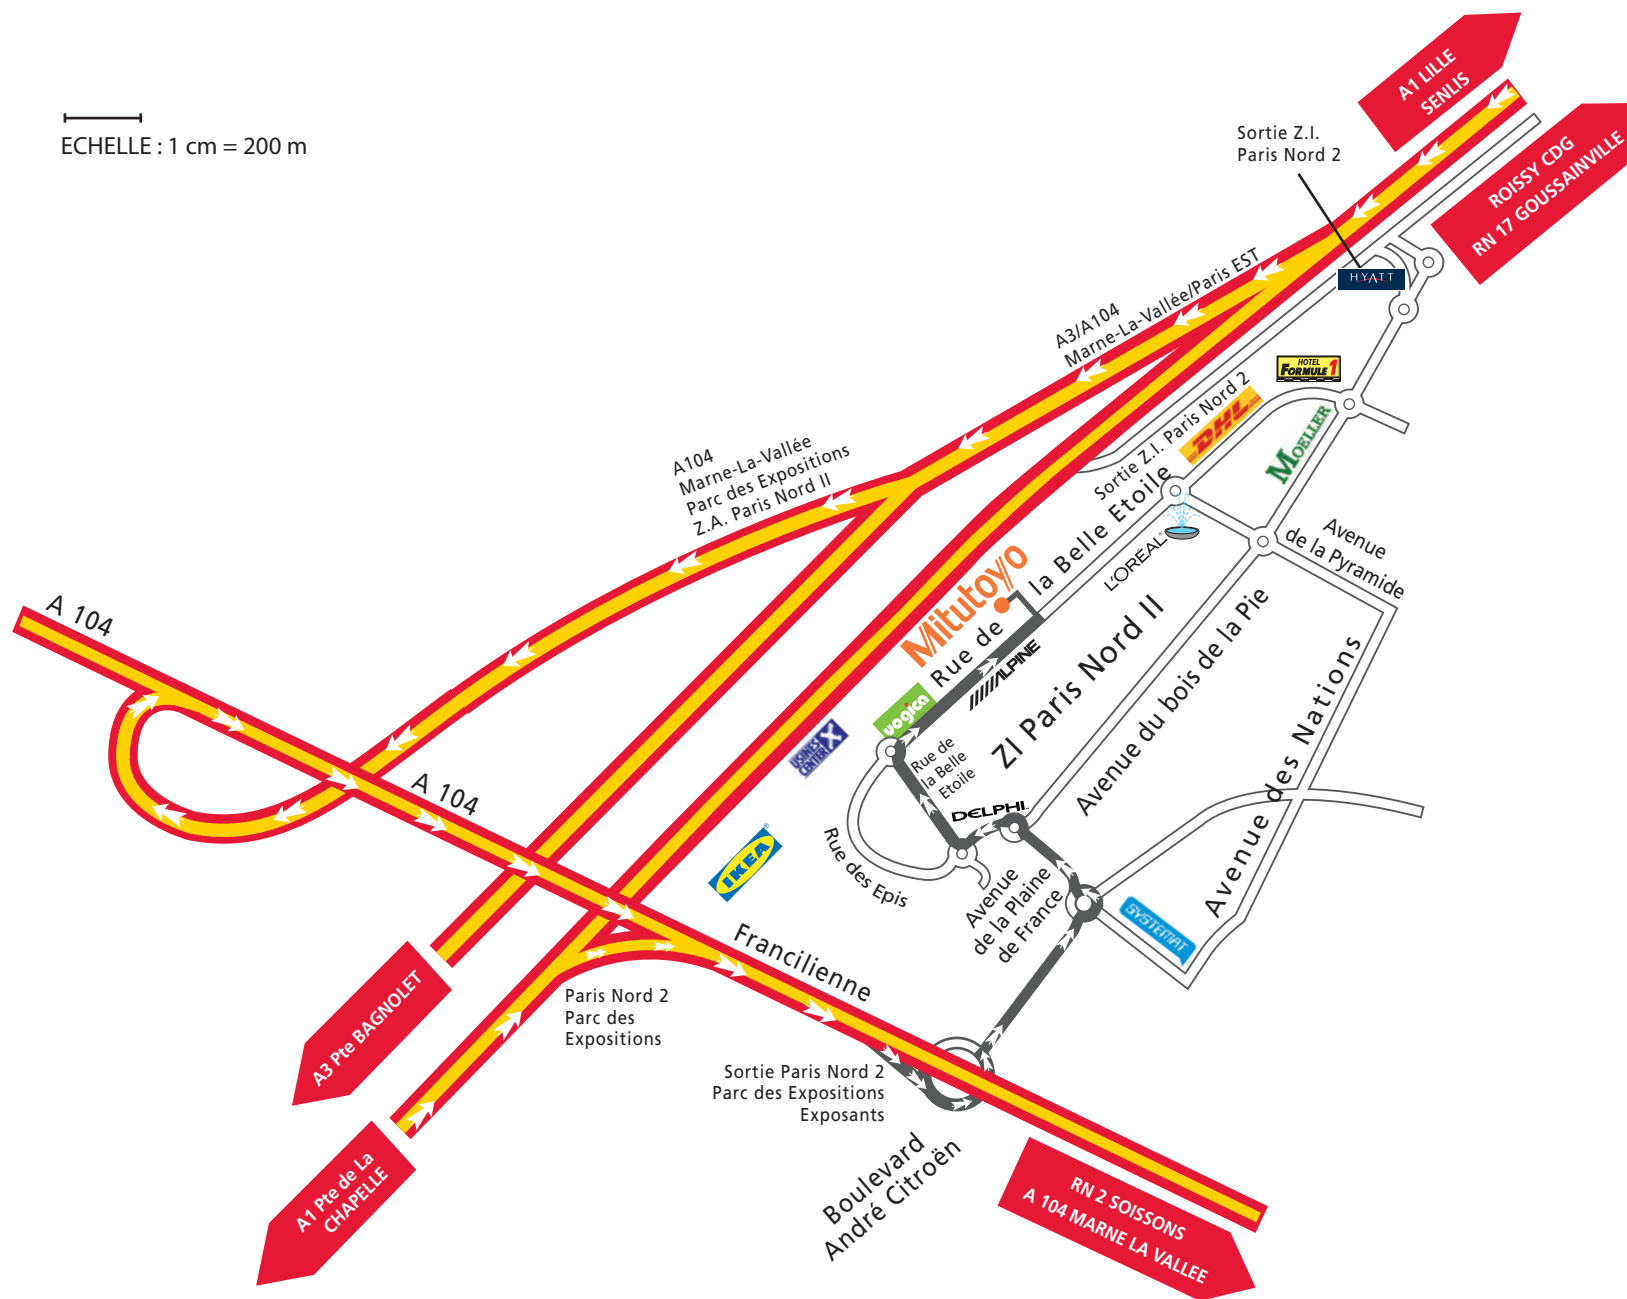 A1 LILLE
SENLIS
ECHELLE : 1 cm = 200 m
Sortie Z.I.
Paris Nord 2
ROISSY CDG
RN 17 GOUSSAINVILLE
HYATT
A3/A104
Marne-La-Vallée/Paris EST
HOTEL
FORMULE 1
Sortie Z.I. Paris Nord 2
DHL
MOELLER
A104
Marne-La-Vallée
Parc des Expositions
Z.A. Paris Nord II
Avenue
de la Pyramide
L'ORÉAL
Mitutoyo
Rue de la Belle Etoile
A 104
ALPINE
ZI Paris Nord II
Avenue du bois de la Pie
Avenue des Nations
vogica
USINES
CENTER
X
Rue de
la Belle
Etoile
A 104
DELPHI
IKEA
®
Rue des Epis
Avenue
de la Plaine
de France
SYSTEMAT
Francilienne
A3 Pte BAGNOLET
Paris Nord 2
Parc des
Expositions
Sortie Paris Nord 2
Parc des Expositions
Exposants
Boulevard
André Citroën
A1 Pte de La
CHAPELLE
RN 2 SOISSONS
A 104 MARNE LA VALLEE